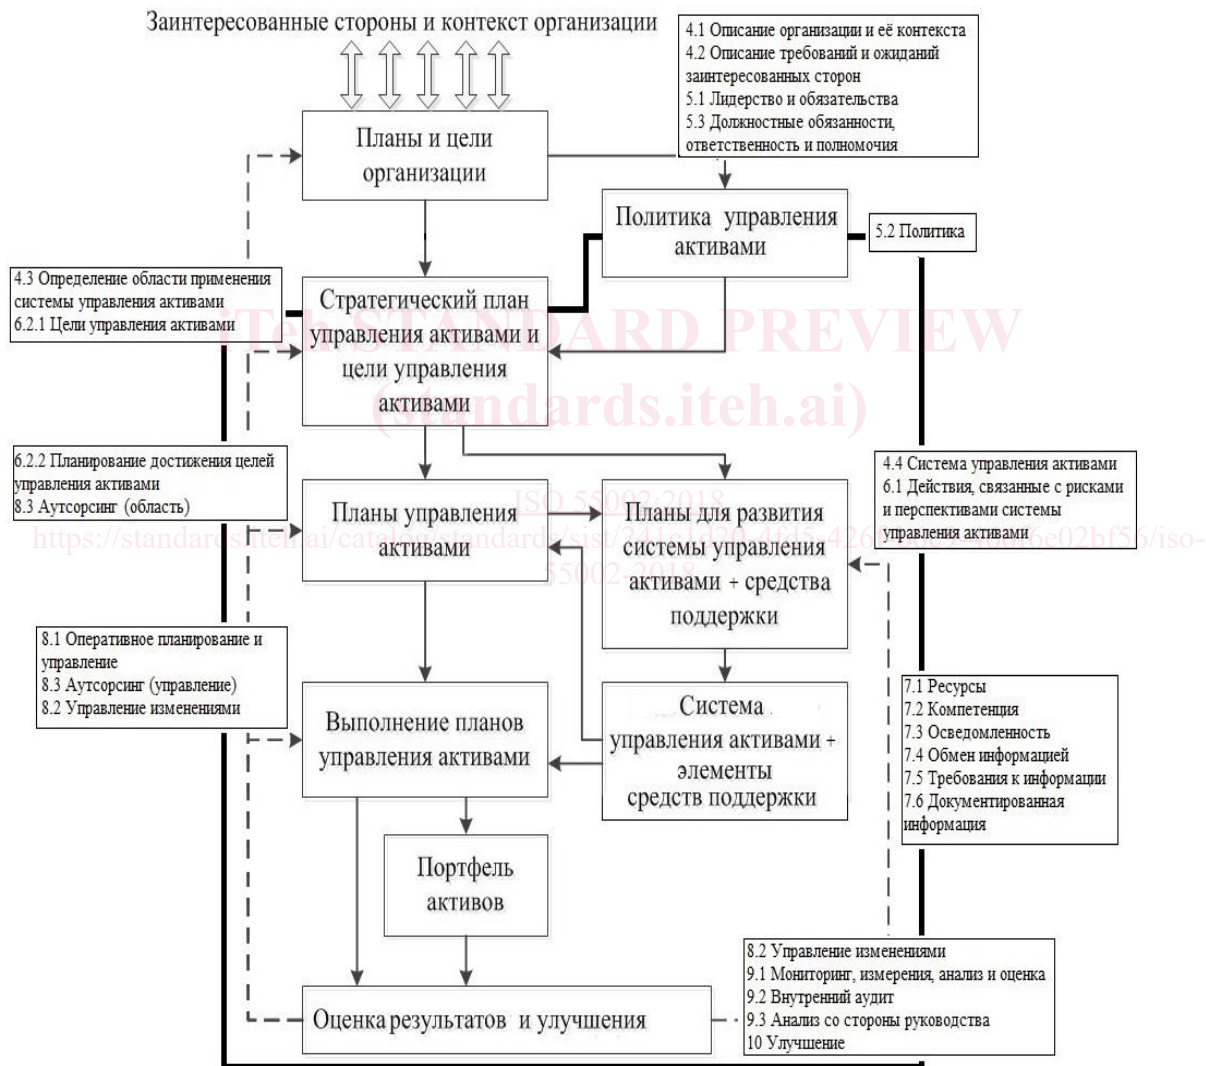 Заинтересованные стороны и контекст организации
4.1 Описание организации и её контекста
4.2 Описание требований и ожиданий
заинтересованных сторон
5.1 Лидерство и обязательства
5.3 Должностные обязанности,
ответственность и полномочия
Планы и цели
организации
Политика управления
активами
5.2 Политика
4.3 Определение области применения
системы управления активами
6.2.1 Цели управления активами
Стратегический план
управления активами и
цели управления
активами
iTeh STANDARD PREVIEW
(standards.iteh.ai)
6.2.2 Планирование достижения целей
управления активами
8.3 Аутсорсинг (область)
4.4 Система управления активами
6.1 Действия, связанные с рисками
и перспективами системы
управления активами
Планы управления
активами
Планы для развития
системы управления
активами + средства
поддержки
ISO 55002:2018
https://standards.iteh.ai/catalog/standards/sist/
55002-2018
8.1 Оперативное планирование и
управление
8.3 Аутсорсинг (управление)
8.2 Управление изменениями
7.1 Ресурсы
7.2 Компетенция
7.3 Осведомленность
7.4 Обмен информацией
7.5 Требования к информации
7.6 Документированная
информация
Выполнение планов
управления активами
Система
управления активами +
элементы
средств поддержки
Портфель
активов
8.2 Управление изменениями
9.1 Мониторинг, измерения, анализ и оценка
9.2 Внутренний аудит
9.3 Анализ со стороны руководства
10 Улучшение
Оценка результатов и улучшения